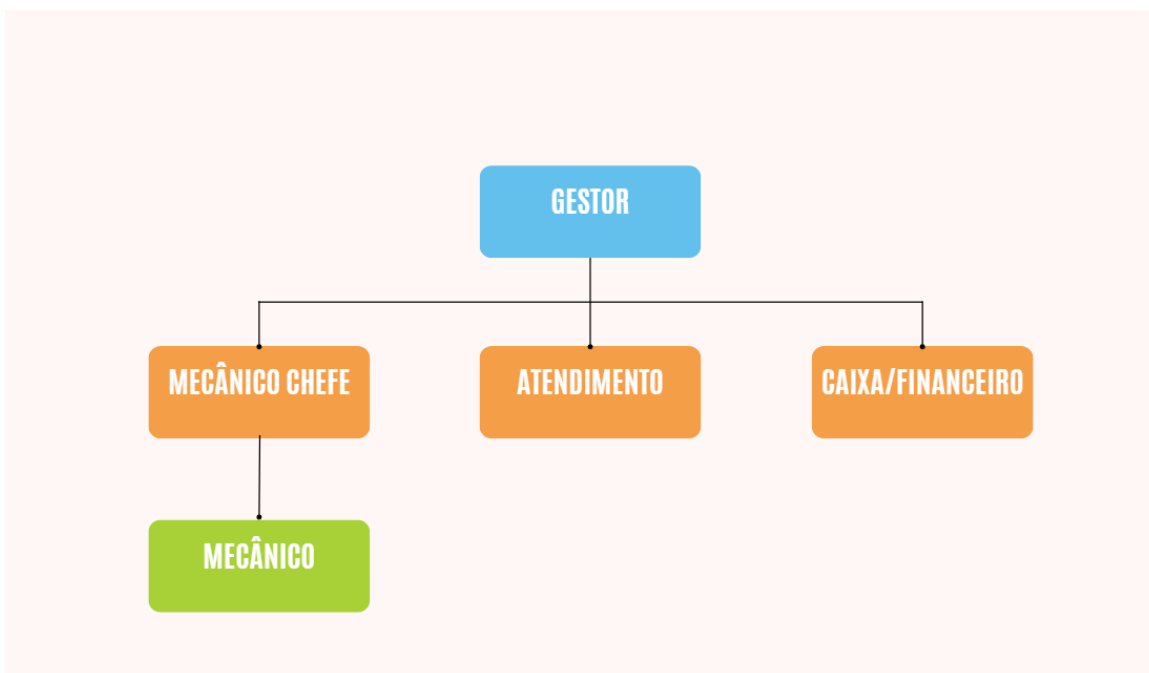 GESTOR
MECÂNICO CHEFE
ATENDIMENTO
CAIXA/FINANCEIRO
MECÂNICO